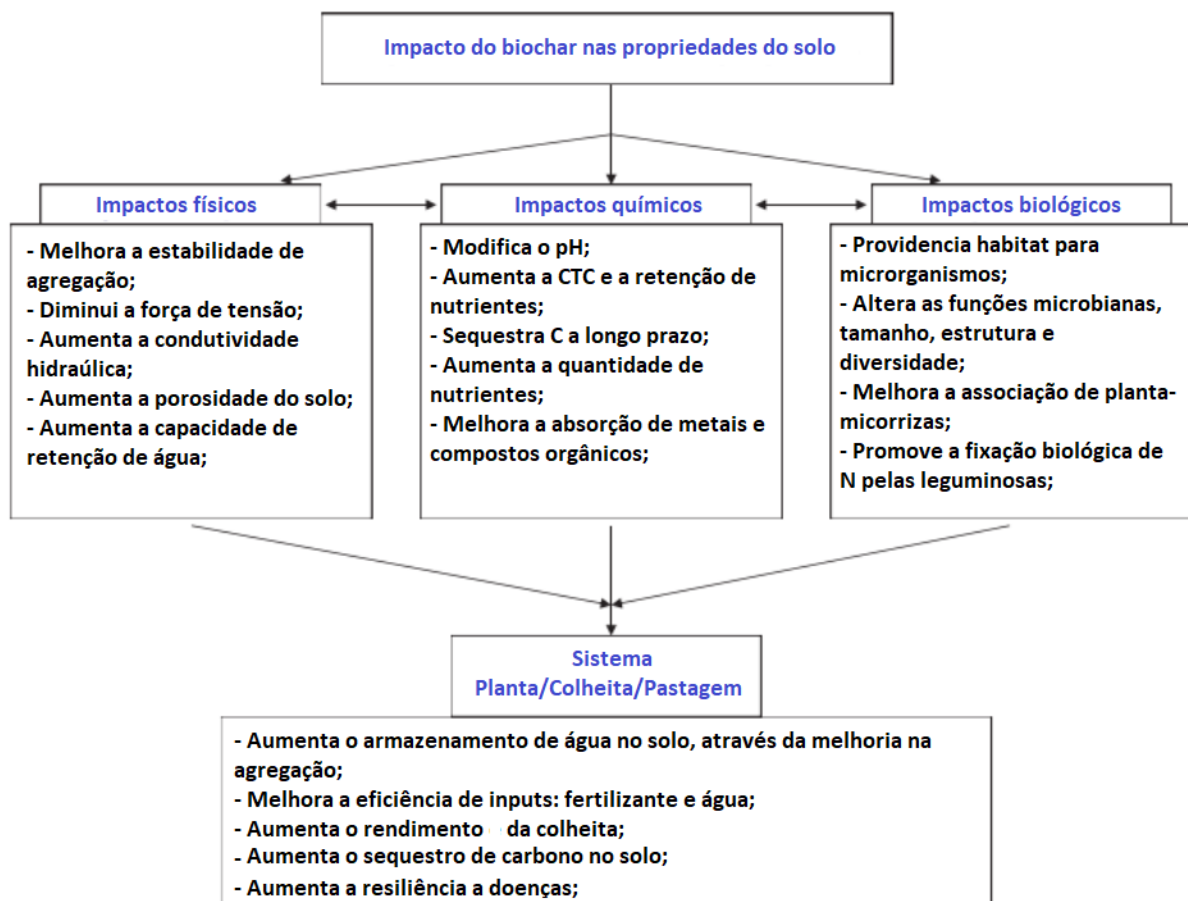 Impacto do biochar nas propriedades do solo
Impactos físicos
- Melhora a estabilidade de
agregação;
- Diminui a força de tensão;
- Aumenta a condutividade
hidraúlica;
- Aumenta a porosidade do solo;
- Aumenta a capacidade de
retenção de água;
Impactos químicos
- Modifica o pH;
- Aumenta a CTC e a retenção de
nutrientes;
- Sequestra C a longo prazo;
- Aumenta a quantidade de
nutrientes;
- Melhora a absorção de metais e
compostos orgânicos;
Impactos biológicos
- Providencia habitat para
microrganismos;
- Altera as funções microbianas,
tamanho, estrutura e
diversidade;
- Melhora a associação de planta-
micorrizas;
- Promove a fixação biológica de
N pelas leguminosas;
Sistema
Planta/Colheita/Pastagem
- Aumenta o armazenamento de água no solo, através da melhoria na
agregação;
- Melhora a eficiência de inputs: fertilizante e água;
- Aumenta o rendimento da colheita;
- Aumenta o sequestro de carbono no solo;
- Aumenta a resiliência a doenças;